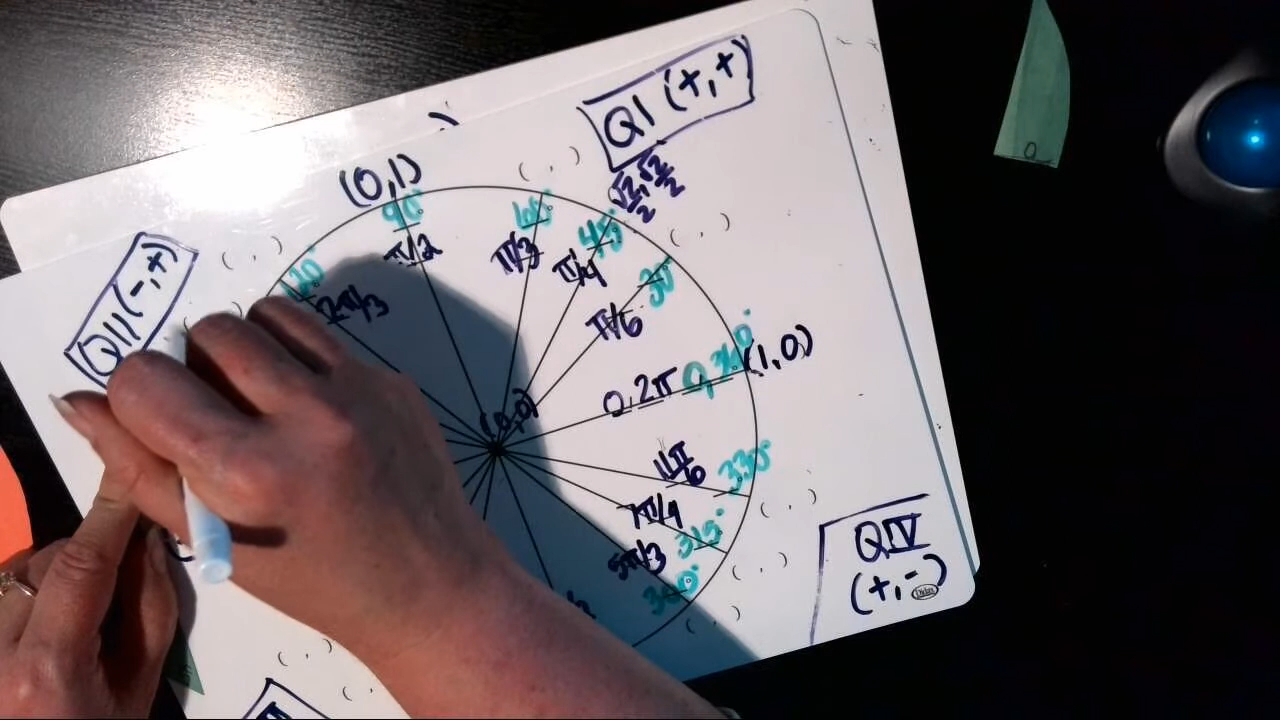 QI (+,+)
(0,1)
( , )
√2/2, √2/2
90°
60°
45°
( , )
π/2
π/3
π/4
30°
( , )
120°
2π/3
π/6
QII (-,+)
0, 2π
0, 360°
(1,0)
(0,0)
11π/6
330°
( , )
7π/4
315°
( , )
5π/3
300°
( , )
QIV
(+,-)
( , )
0